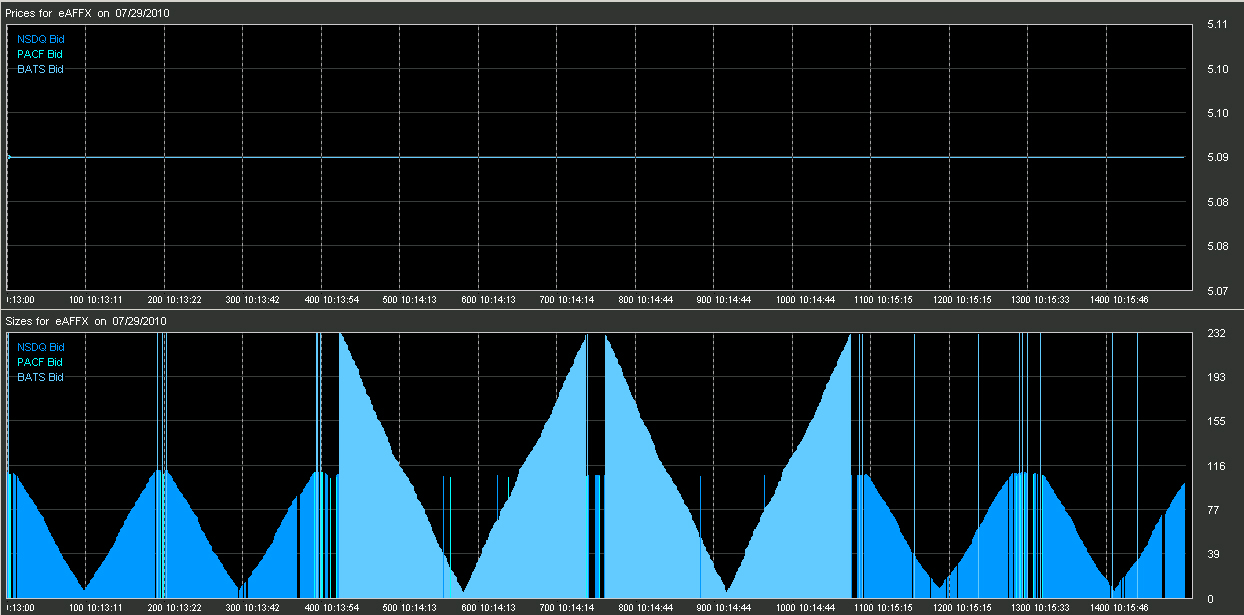 Prices for eAFFX on 07/29/2010
NSDQ Bid
PACF Bid
BATS Bid
5.11
5.10
5.10
5.09
5.08
5.08
5.07
:13:00 100 10:13:11 200 10:13:22 300 10:13:42 400 10:13:54 500 10:14:13 600 10:14:13 700 10:14:14 800 10:14:44 900 10:14:44 1000 10:14:44 1100 10:15:15 1200 10:15:15 1300 10:15:33 1400 10:15:46
Sizes for eAFFX on 07/29/2010
NSDQ Bid
PACF Bid
BATS Bid
232
193
155
116
77
39
0
:13:00 100 10:13:11 200 10:13:22 300 10:13:42 400 10:13:54 500 10:14:13 600 10:14:13 700 10:14:14 800 10:14:44 900 10:14:44 1000 10:14:44 1100 10:15:15 1200 10:15:15 1300 10:15:33 1400 10:15:46